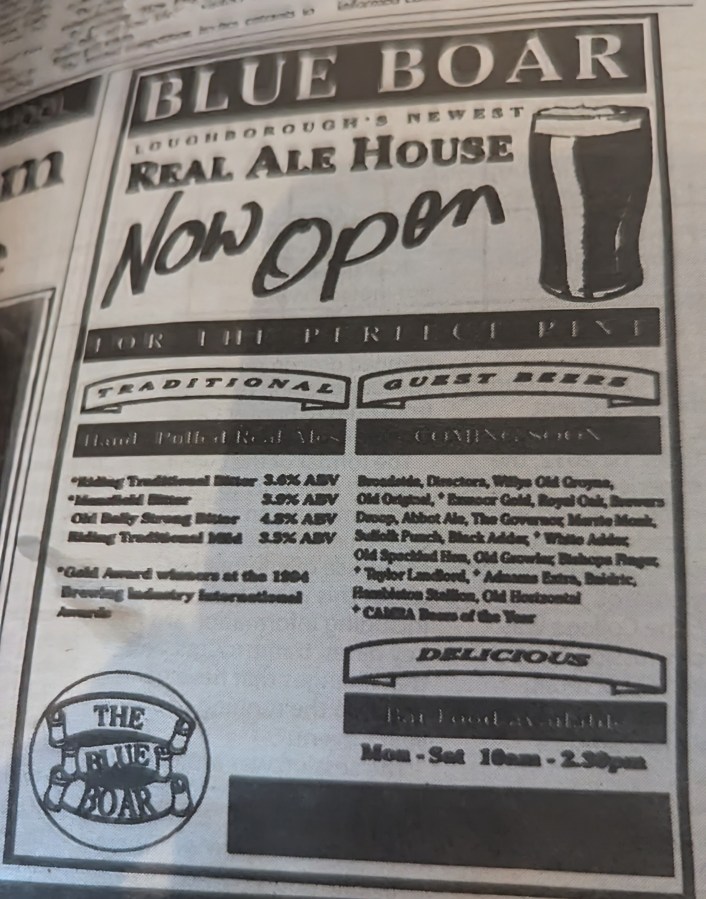 BLUE BOAR
LOUGHBOROUGH'S NEWEST
REAL ALE HOUSE
Now Open
FOR THE PERFECT PINT
TRADITIONAL
Hand Pulled Real Ales
*Riding Traditional Bitter 3.6% ABV
*Mansfield Bitter 3.9% ABV
Old Baily Strong Bitter 4.8% ABV
Riding Traditional Mild 3.5% ABV
*Gold Award winners at the 1994
Brewing Industry International
Awards
GUEST BEERS
COMING SOON
Broadside, Directors, Old
Old Original, * Exmoor Gold, Royal Oak, Brewers
Droop, Abbot Ale, The Governor, Merrie Monk,
Suffolk Punch, Black Adder, * White Adder,
Old Speckled Hen, Old Growler, Bishops Finger,
* Taylor Landlord, * Adnams Extra,
Hambleton Stallion, Old Horizontal
* CAMRA Beers of the Year
DELICIOUS
Bar Food available
Mon - Sat 10am - 2.30pm
THE
BLUE
BOAR